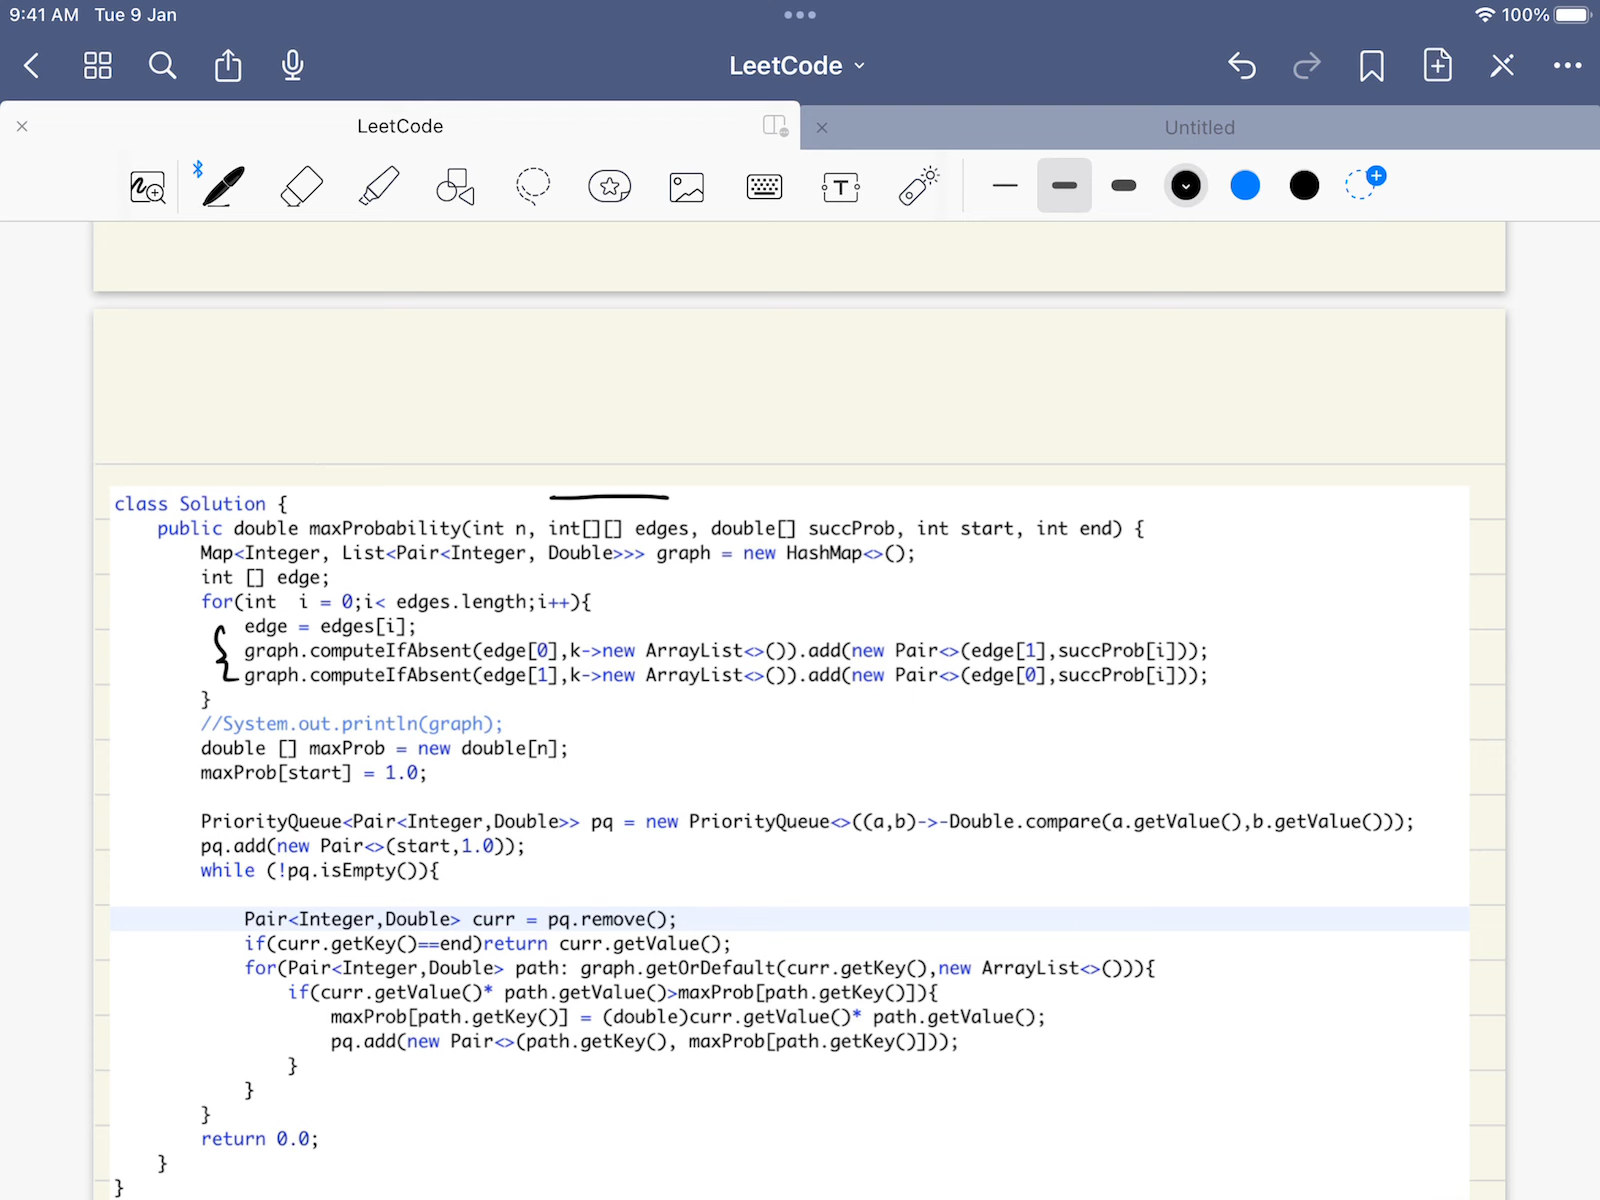 9:41 AM Tue 9 Jan
100%
LeetCode
LeetCode
Untitled
T
class Solution {
public double maxProbability(int n, int[][] edges, double[] succProb, int start, int end) {
Map<Integer, List<Pair<Integer, Double>>> graph = new HashMap<>();
int [] edge;
for(int  i = 0;i< edges.length;i++){
edge = edges[i];
graph.computeIfAbsent(edge[0],k->new ArrayList<>()).add(new Pair<>(edge[1],succProb[i]));
graph.computeIfAbsent(edge[1],k->new ArrayList<>()).add(new Pair<>(edge[0],succProb[i]));
}
//System.out.println(graph);
double [] maxProb = new double[n];
maxProb[start] = 1.0;
PriorityQueue<Pair<Integer,Double>> pq = new PriorityQueue<>((a,b)->-Double.compare(a.getValue(),b.getValue()));
pq.add(new Pair<>(start,1.0));
while (!pq.isEmpty()){
Pair<Integer,Double> curr = pq.remove();
if(curr.getKey()==end)return curr.getValue();
for(Pair<Integer,Double> path: graph.getOrDefault(curr.getKey(),new ArrayList<>())){
if(curr.getValue()* path.getValue()>maxProb[path.getKey()]){
maxProb[path.getKey()] = (double)curr.getValue()* path.getValue();
pq.add(new Pair<>(path.getKey(), maxProb[path.getKey()]));
}
}
}
return 0.0;
}
}